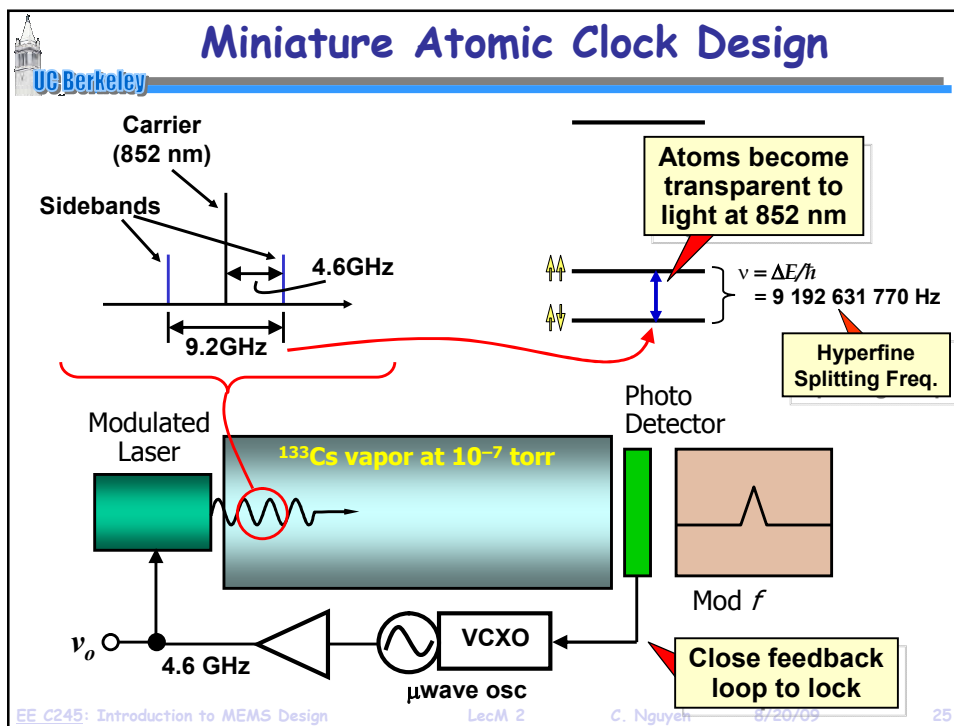 Miniature Atomic Clock Design
UC Berkeley
Carrier
(852 nm)
Sidebands
4.6GHz
9.2GHz
Atoms become
transparent to
light at 852 nm
ν = ΔE/ħ
= 9 192 631 770 Hz
Hyperfine
Splitting Freq.
Modulated
Laser
¹³³Cs vapor at 10⁻⁷ torr
Photo
Detector
Mod f
vₒ
4.6 GHz
VCXO
μwave osc
Close feedback
loop to lock
EE C245: Introduction to MEMS Design LecM 2 C. Nguyen 8/20/09 25